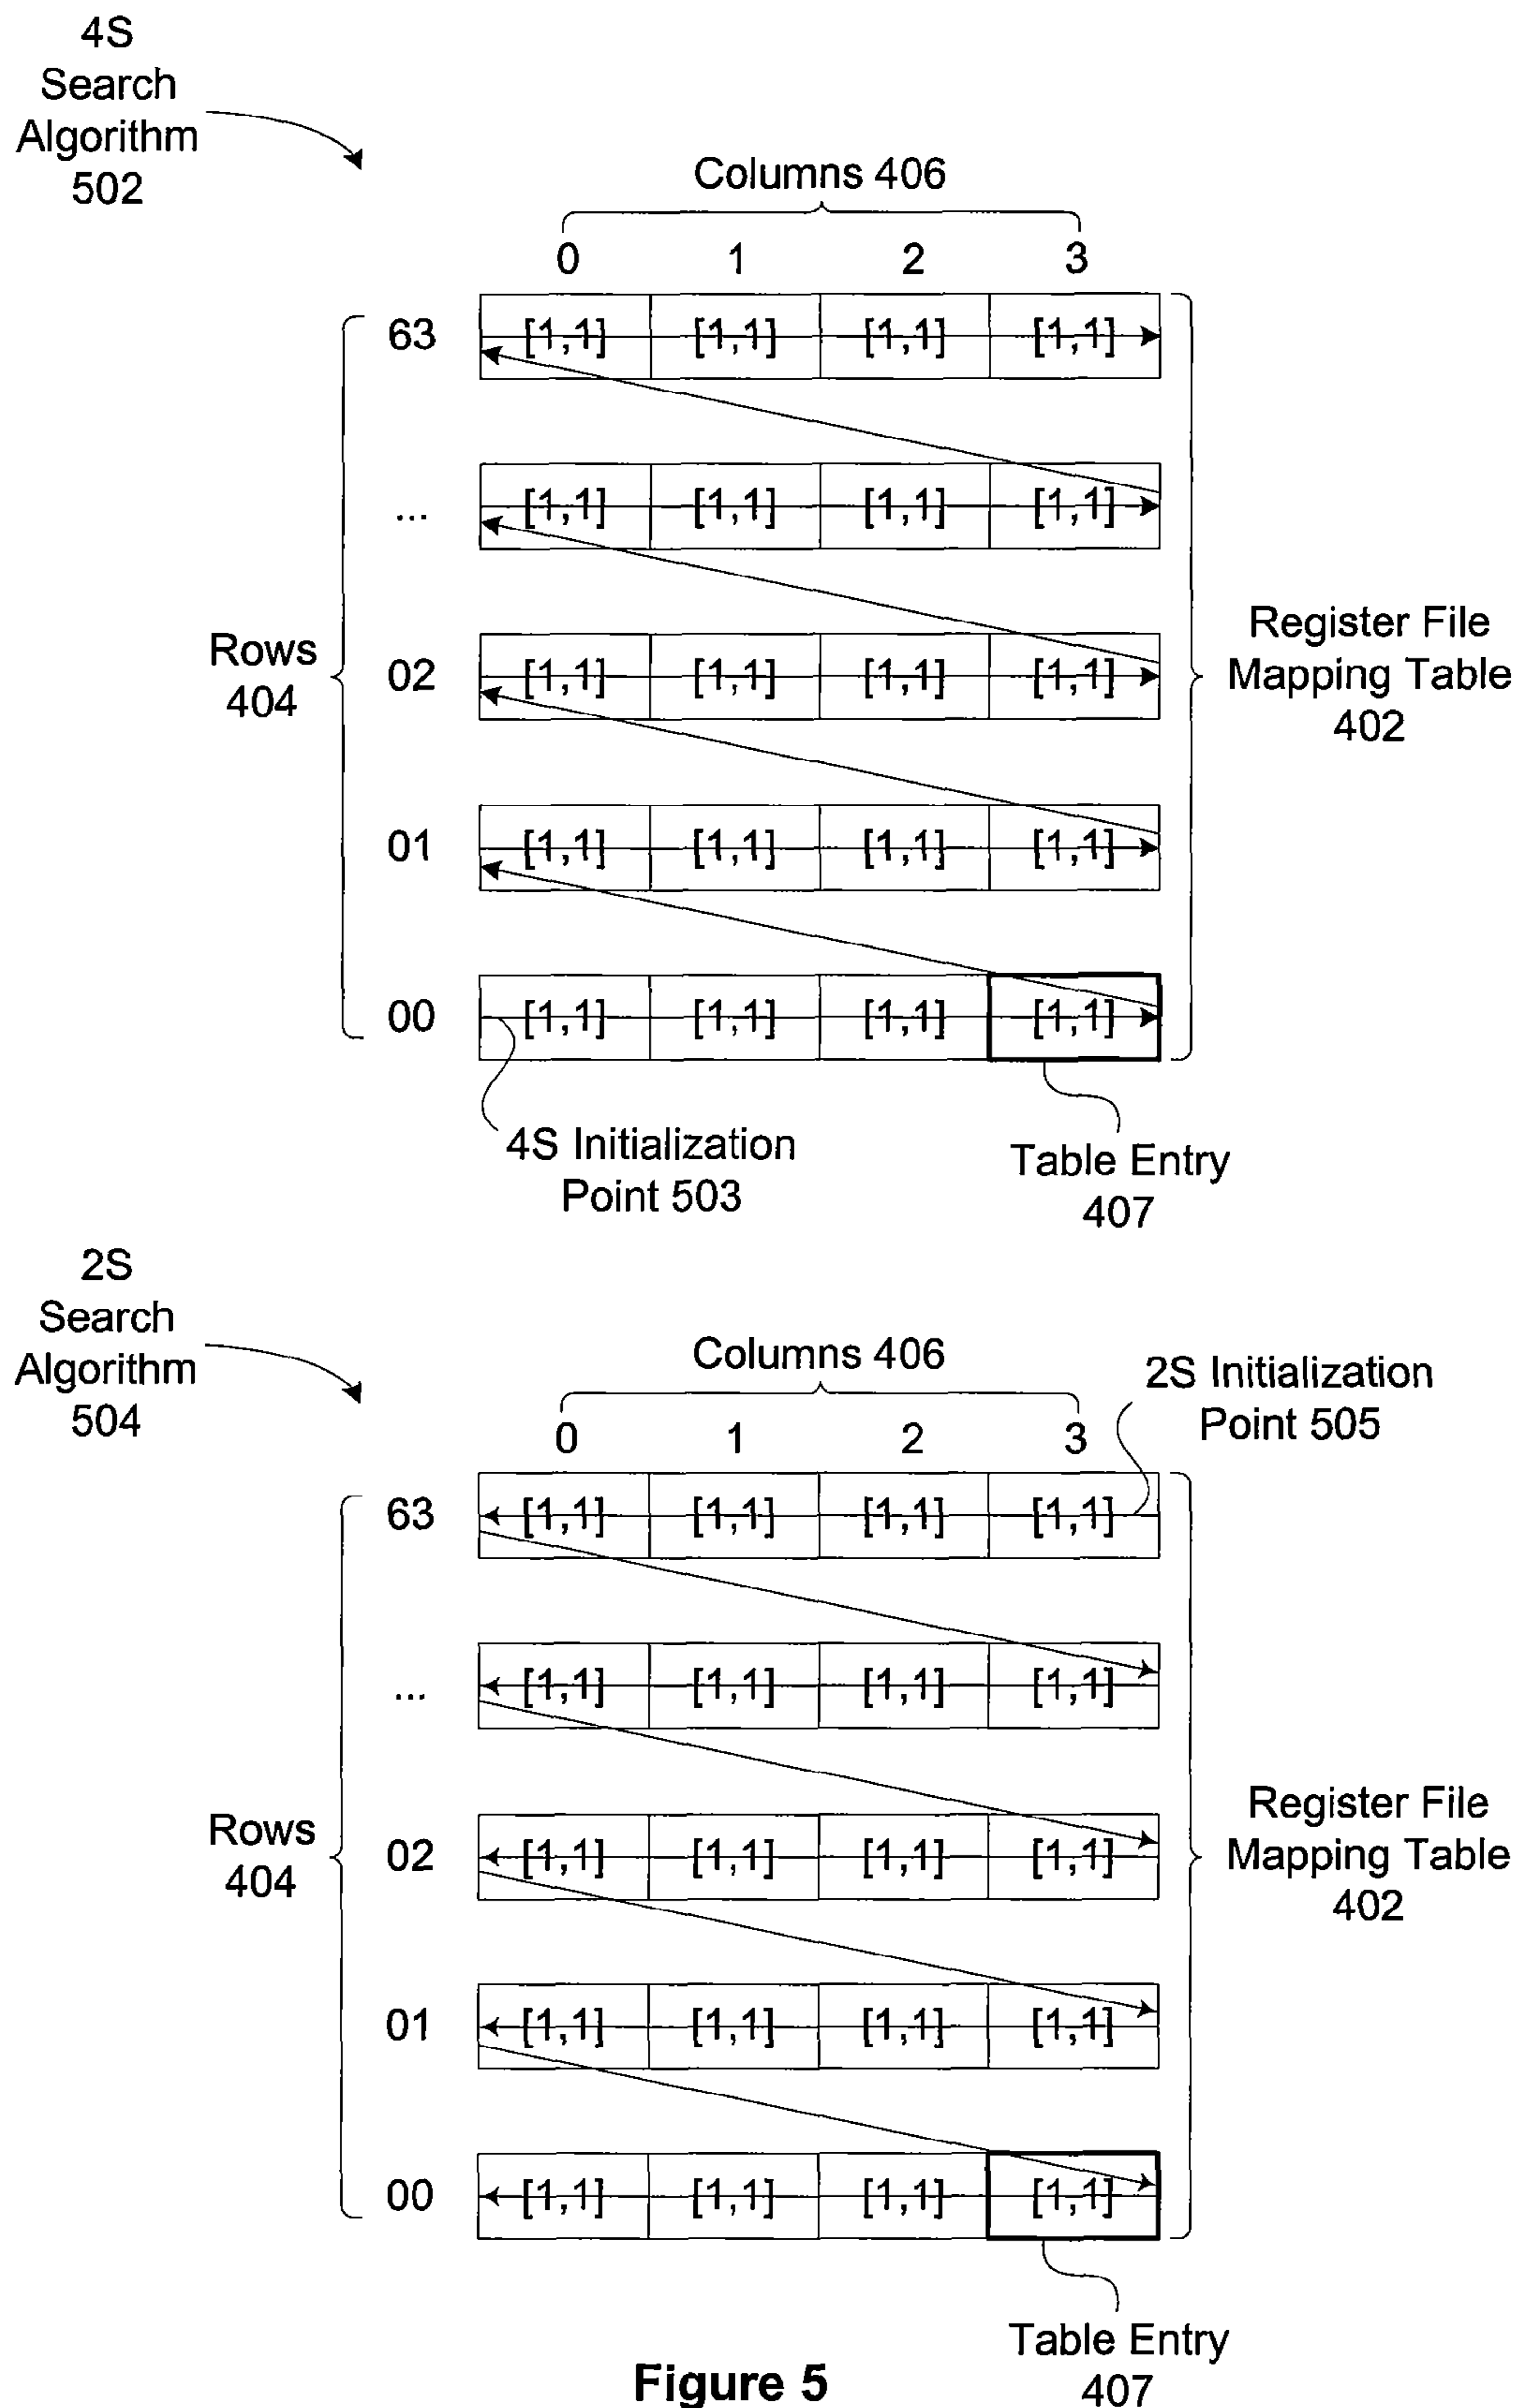 4S
Search
Algorithm
502
Columns 406
0 1 2 3
63 [1,1] [1,1] [1,1] [1,1]
... [1,1] [1,1] [1,1] [1,1]
Rows
404
02 [1,1] [1,1] [1,1] [1,1]
Register File
Mapping Table
402
01 [1,1] [1,1] [1,1] [1,1]
00 [1,1] [1,1] [1,1] [1,1]
4S Initialization
Point 503
Table Entry
407
2S
Search
Algorithm
504
Columns 406
2S Initialization
Point 505
0 1 2 3
63 [1,1] [1,1] [1,1] [1,1]
... [1,1] [1,1] [1,1] [1,1]
Rows
404
02 [1,1] [1,1] [1,1] [1,1]
Register File
Mapping Table
402
01 [1,1] [1,1] [1,1] [1,1]
00 [1,1] [1,1] [1,1] [1,1]
Table Entry
407
Figure 5